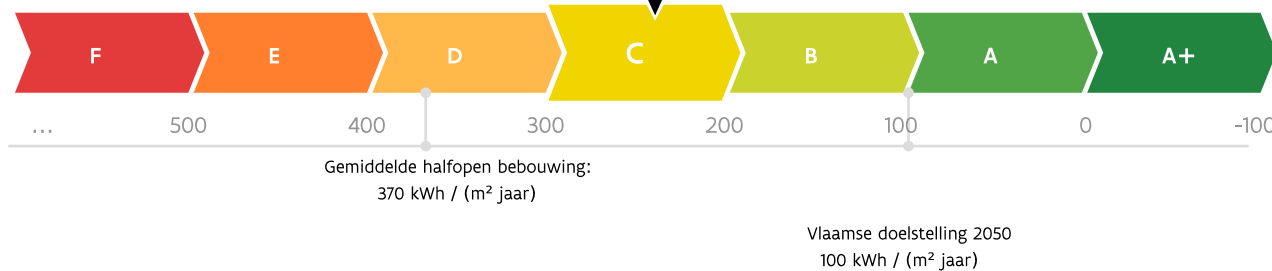 F E D C B A A+
... 500 400 300 200 100 0 -100
Gemiddelde halfopen bebouwing:
370 kWh / (m² jaar)
Vlaamse doelstelling 2050
100 kWh / (m² jaar)